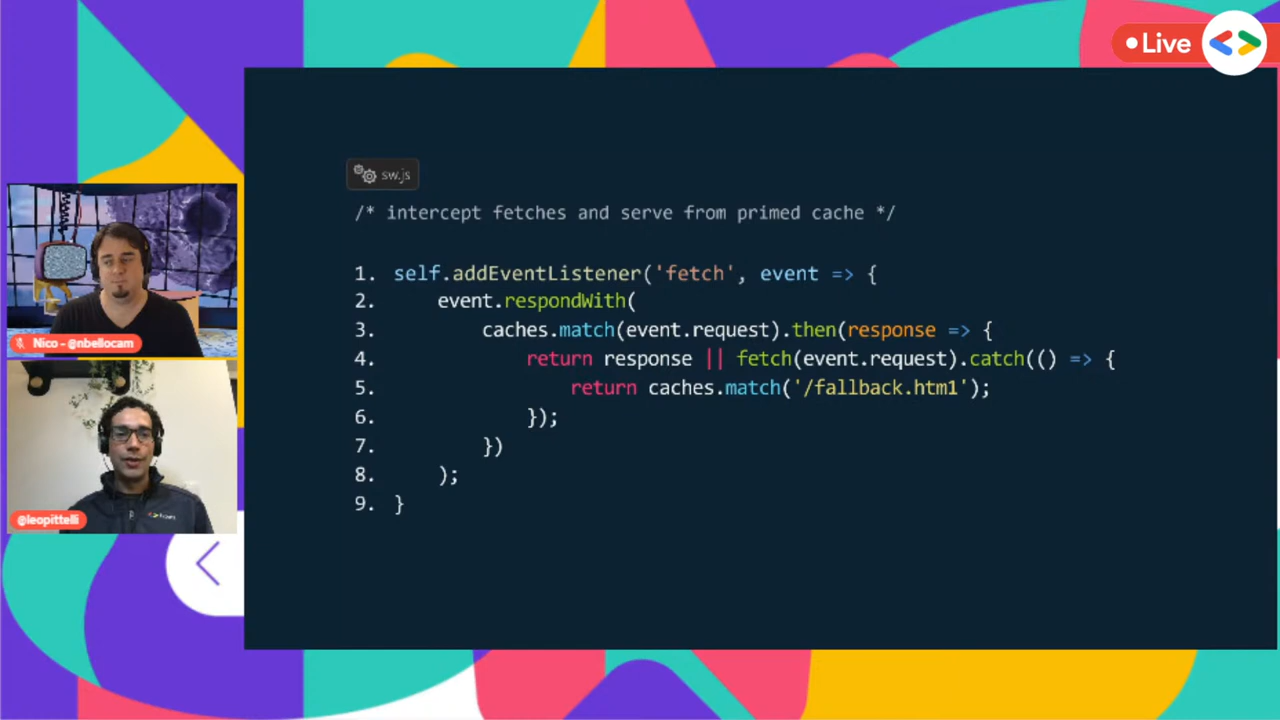 Live
sw.js
/* intercept fetches and serve from primed cache */
1. self.addEventListener('fetch', event => {
2. event.respondWith(
3. caches.match(event.request).then(response => {
4. return response || fetch(event.request).catch(() => {
5. return caches.match('/fallback.htm1');
6. });
7. })
8. );
9. }
Nico - @nbellocam
@leopittelli